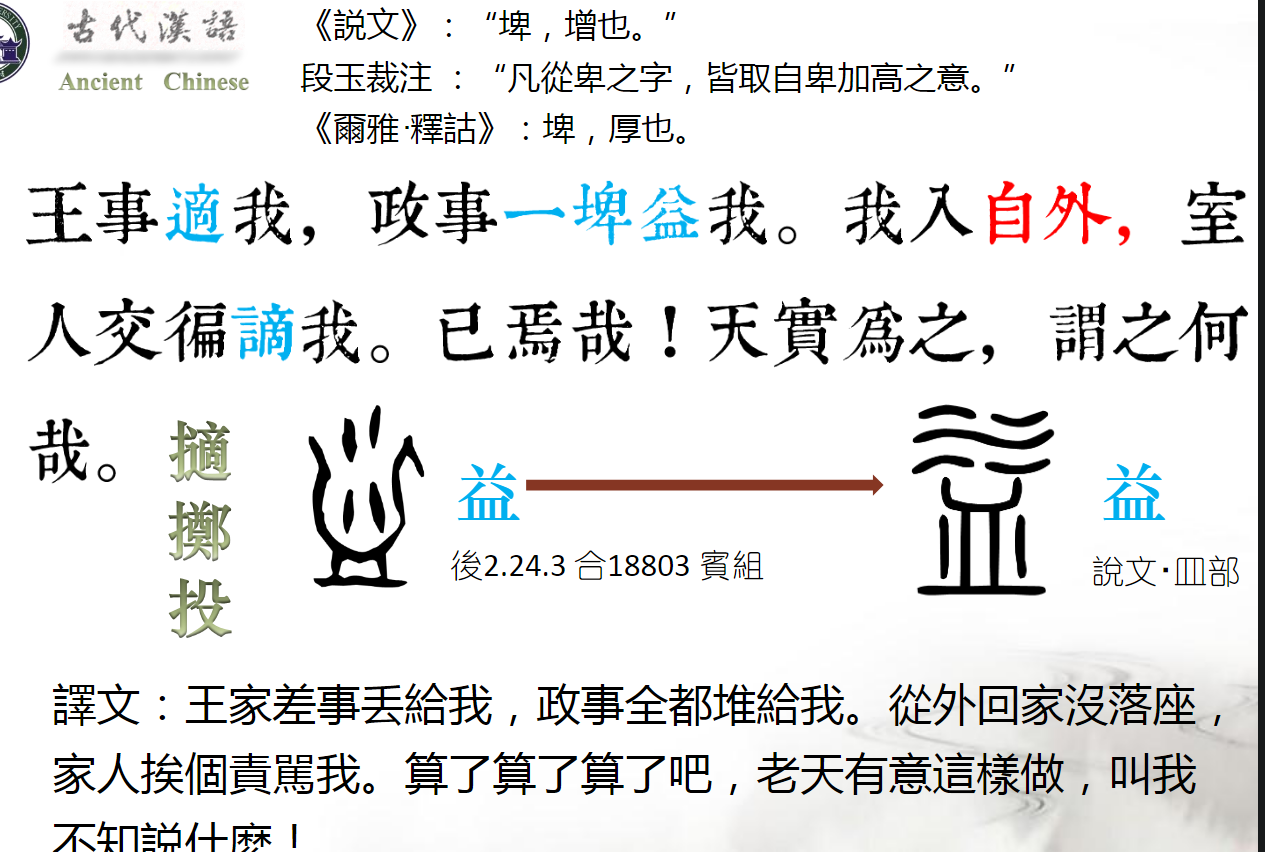 古代漢語
Ancient Chinese
《説文》：“埤，增也。”
段玉裁注：“凡從卑之字，皆取自卑加高之意。”
《爾雅·釋詁》：埤，厚也。
王事適我，政事一埤益我。我入自外，室
人交徧謫我。已焉哉！天實爲之，謂之何
哉。
擿
擲
投
益
後2.24.3 合18803 賓組
益
說文·皿部
譯文：王家差事丟給我，政事全都堆給我。從外回家沒落座，
家人挨個責駡我。算了算了算了吧，老天有意這樣做，叫我
不知説什麽！